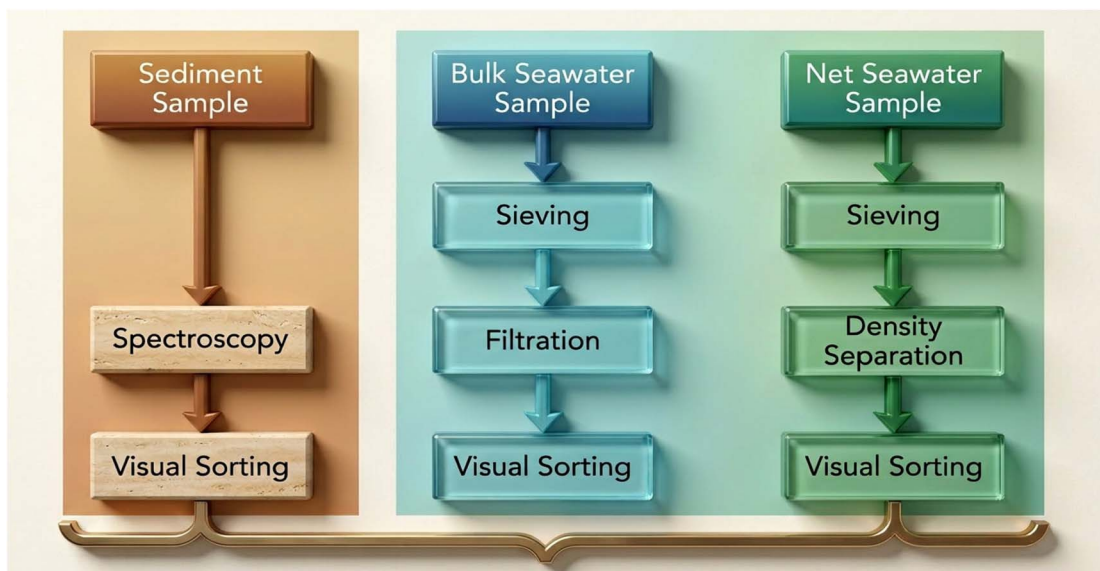 Sediment
Sample
Spectroscopy
Visual Sorting
Bulk Seawater
Sample
Sieving
Filtration
Visual Sorting
Net Seawater
Sample
Sieving
Density
Separation
Visual Sorting